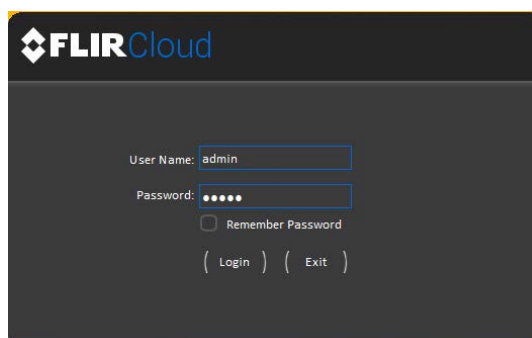 FLIRCloud
User Name: admin
Password: •••••
Remember Password
( Login ) ( Exit )